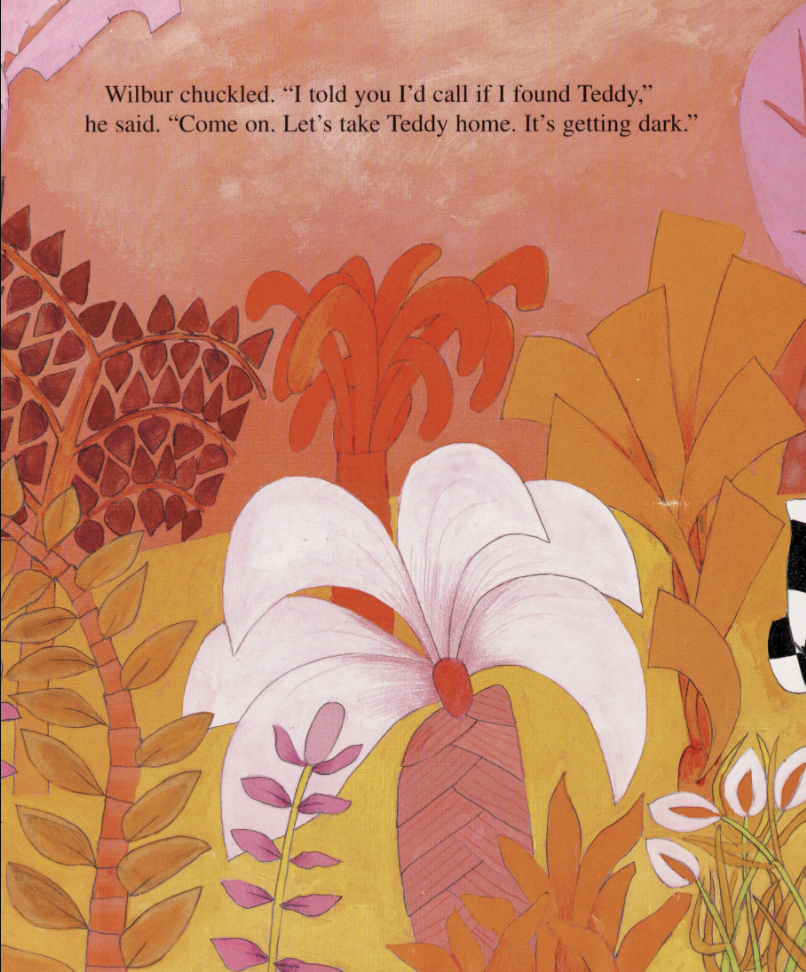 Wilbur chuckled. “I told you I’d call if I found Teddy,”
he said. “Come on. Let’s take Teddy home. It’s getting dark.”